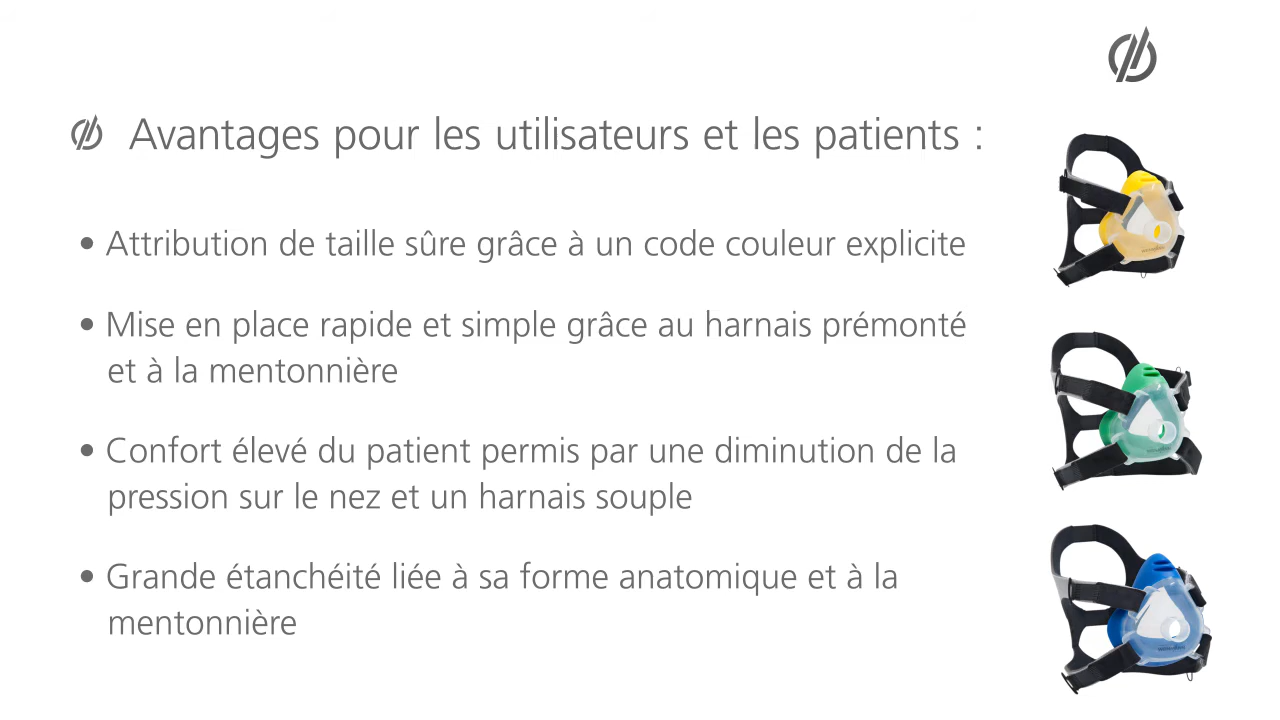 Avantages pour les utilisateurs et les patients :
• Attribution de taille sûre grâce à un code couleur explicite
• Mise en place rapide et simple grâce au harnais prémonté
et à la mentonnière
• Confort élevé du patient permis par une diminution de la
pression sur le nez et un harnais souple
• Grande étanchéité liée à sa forme anatomique et à la
mentonnière